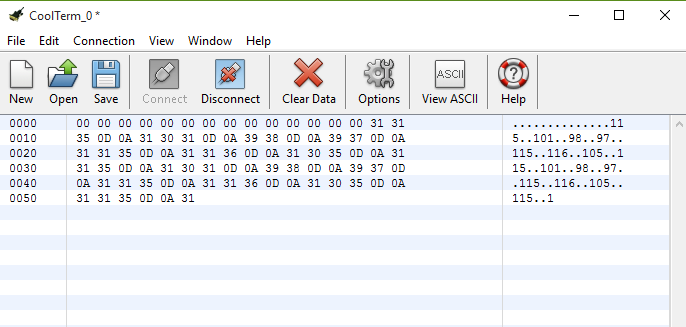 CoolTerm_0 *
File Edit Connection View Window Help
ASCII
New Open Save Connect Disconnect Clear Data Options View ASCII Help
0000 00 00 00 00 00 00 00 00 00 00 00 00 00 00 31 31 ..............11
0010 35 0D 0A 31 30 31 0D 0A 39 38 0D 0A 39 37 0D 0A 5..101..98..97..
0020 31 31 35 0D 0A 31 31 36 0D 0A 31 30 35 0D 0A 31 115..116..105..1
0030 31 35 0D 0A 31 30 31 0D 0A 39 38 0D 0A 39 37 0D 15..101..98..97.
0040 0A 31 31 35 0D 0A 31 31 36 0D 0A 31 30 35 0D 0A .115..116..105..
0050 31 31 35 0D 0A 31 115..1